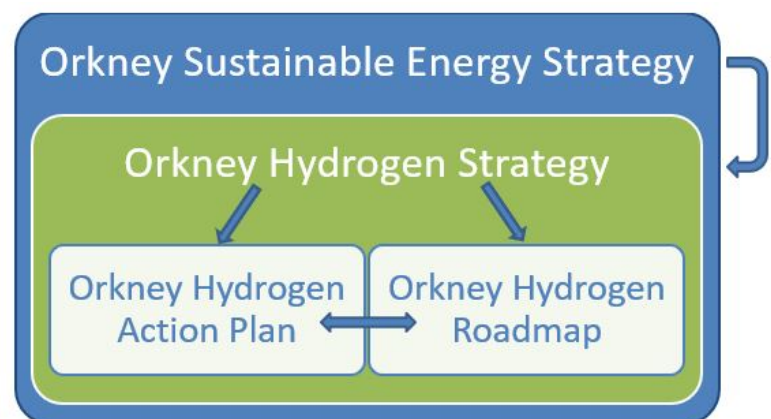 Orkney Sustainable Energy Strategy
Orkney Hydrogen Strategy
Orkney Hydrogen
Action Plan
Orkney Hydrogen
Roadmap